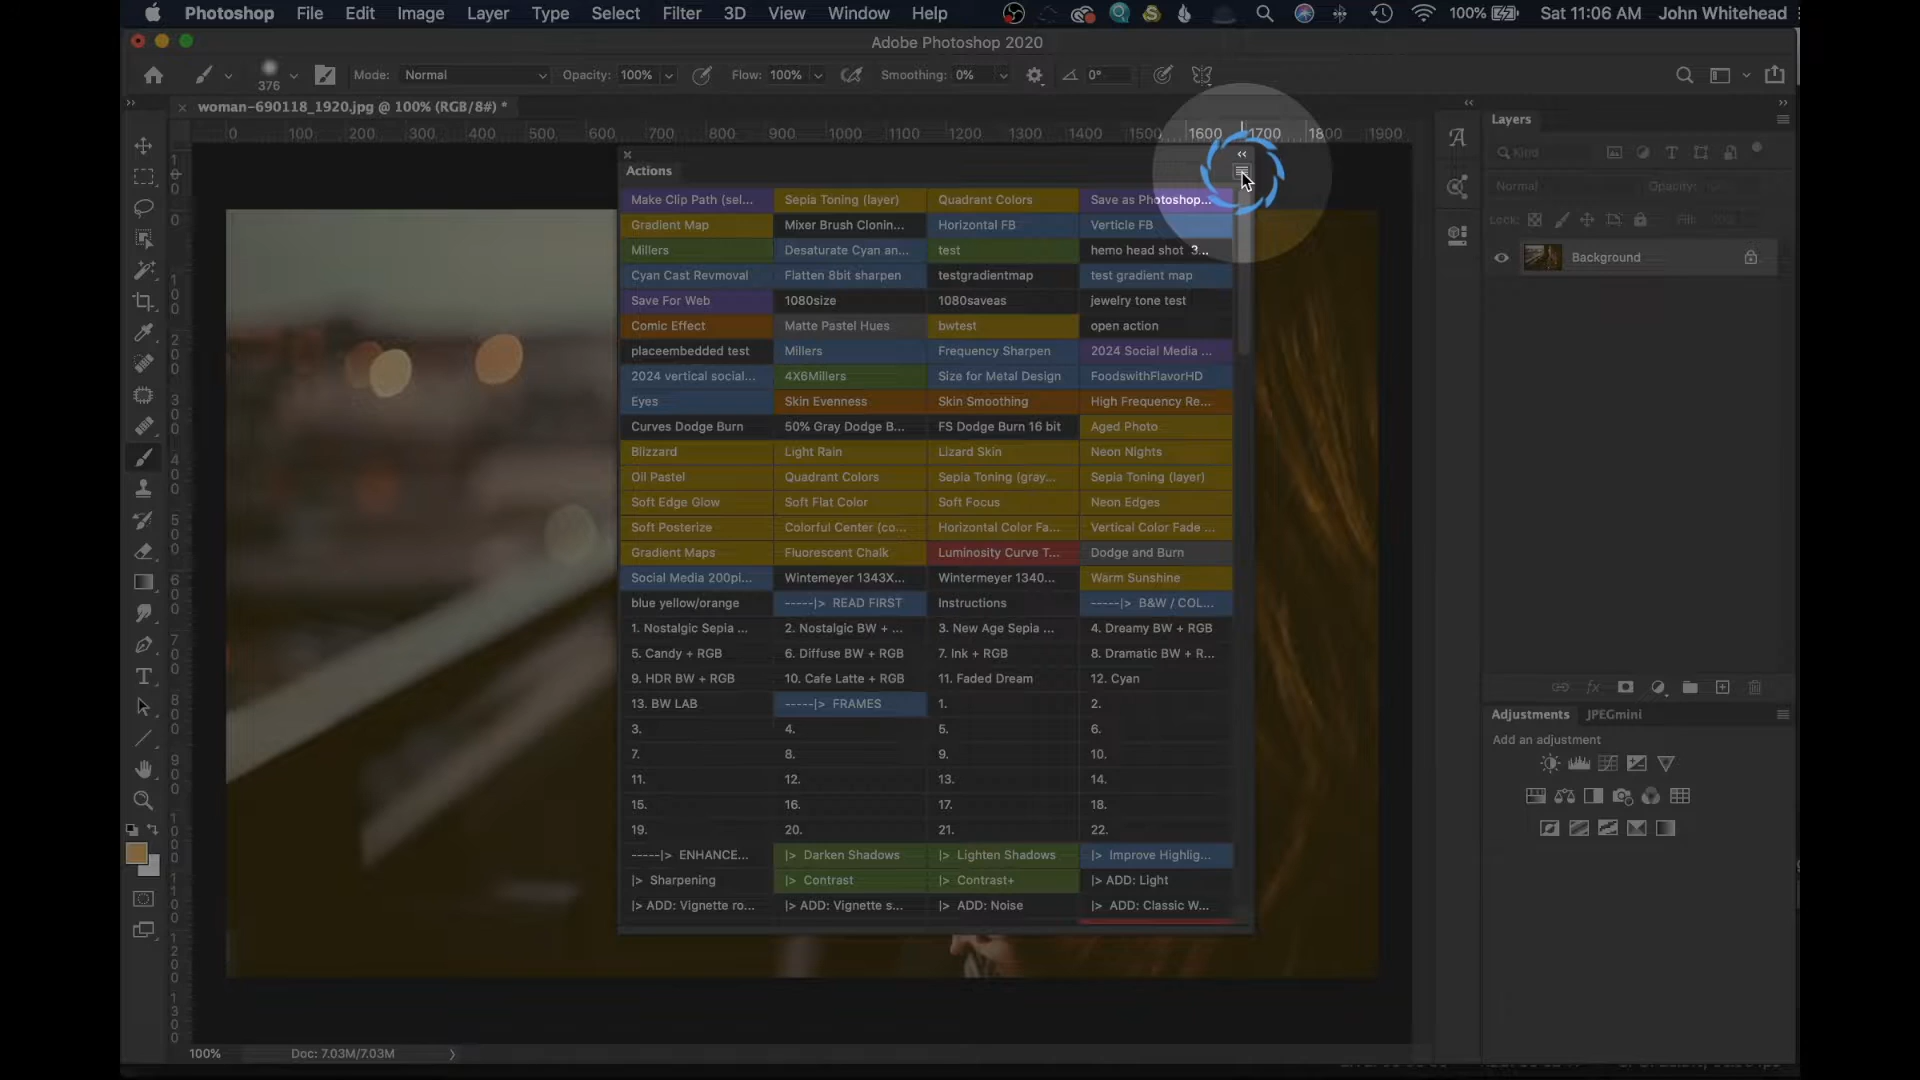 Photoshop File Edit Image Layer Type Select Filter 3D View Window Help 100% Sat 11:06 AM John Whitehead
Adobe Photoshop 2020
376 Mode: Normal Opacity: 100% Flow: 100% Smoothing: 0% 0°
woman-690118_1920.jpg @ 100% (RGB/8#) *
0 100 200 300 400 500 600 700 800 900 1000 1100 1200 1300 1400 1500 1600 1700 1800 1900
Actions
Make Clip Path (sel... Sepia Toning (layer) Quadrant Colors Save as Photoshop...
Gradient Map Mixer Brush Clonin... Horizontal FB Verticle FB
Millers Desaturate Cyan an... test hemo head shot 3...
Cyan Cast Revmoval Flatten 8bit sharpen testgradientmap test gradient map
Save For Web 1080size 1080saveas jewelry tone test
Comic Effect Matte Pastel Hues bwtest open action
placeembedded test Millers Frequency Sharpen 2024 Social Media ...
2024 vertical social... 4X6Millers Size for Metal Design FoodswithFlavorHD
Eyes Skin Evenness Skin Smoothing High Frequency Re...
Curves Dodge Burn 50% Gray Dodge B... FS Dodge Burn 16 bit Aged Photo
Blizzard Light Rain Lizard Skin Neon Nights
Oil Pastel Quadrant Colors Sepia Toning (gray... Sepia Toning (layer)
Soft Edge Glow Soft Flat Color Soft Focus Neon Edges
Soft Posterize Colorful Center (co... Horizontal Color Fa... Vertical Color Fade ...
Gradient Maps Fluorescent Chalk Luminosity Curve T... Dodge and Burn
Social Media 200pi... Wintemeyer 1343X... Wintermeyer 1340... Warm Sunshine
blue yellow/orange -----|> READ FIRST Instructions -----|> B&W / COL...
1. Nostalgic Sepia ... 2. Nostalgic BW + ... 3. New Age Sepia ... 4. Dreamy BW + RGB
5. Candy + RGB 6. Diffuse BW + RGB 7. Ink + RGB 8. Dramatic BW + R...
9. HDR BW + RGB 10. Cafe Latte + RGB 11. Faded Dream 12. Cyan
13. BW LAB -----|> FRAMES 1. 2.
3. 4. 5. 6.
7. 8. 9. 10.
11. 12. 13. 14.
15. 16. 17. 18.
19. 20. 21. 22.
-----|> ENHANCE... |> Darken Shadows |> Lighten Shadows |> Improve Highlig...
|> Sharpening |> Contrast |> Contrast+ |> ADD: Light
|> ADD: Vignette ro... |> ADD: Vignette s... |> ADD: Noise |> ADD: Classic W...
Layers
Kind
Normal Opacity:
Lock: Fill:
Background
Adjustments JPEGmini
Add an adjustment
100% Doc: 7.03M/7.03M